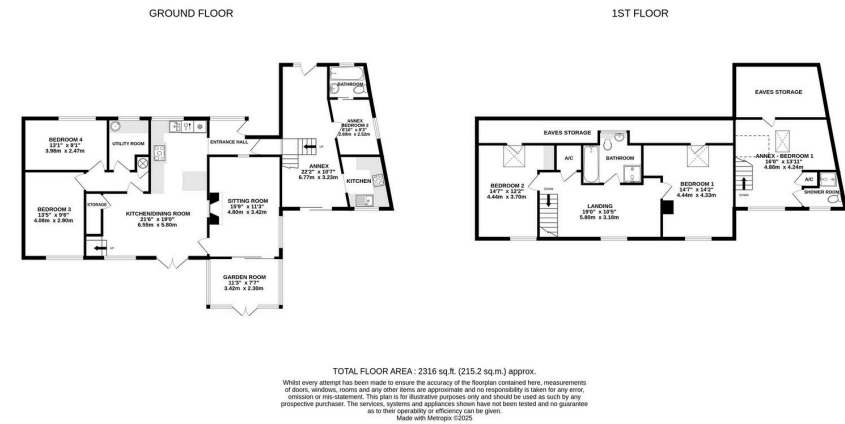 GROUND FLOOR
BEDROOM 4
13'1" x 8'1"
3.98m x 2.47m
UTILITY ROOM
ENTRANCE HALL
BATHROOM
ANNEX
BEDROOM 2
8'10" x 8'3"
2.69m x 2.52m
UP
ANNEX
22'2" x 10'7"
6.77m x 3.23m
KITCHEN
SITTING ROOM
15'9" x 11'3"
4.80m x 3.42m
BEDROOM 3
13'5" x 9'6"
4.08m x 2.90m
STORAGE
KITCHEN/DINING ROOM
21'6" x 19'0"
6.55m x 5.80m
UP
GARDEN ROOM
11'3" x 7'7"
3.42m x 2.30m
1ST FLOOR
EAVES STORAGE
EAVES STORAGE
A/C
BATHROOM
BEDROOM 2
14'7" x 12'2"
4.44m x 3.70m
DOWN
LANDING
19'0" x 10'5"
5.80m x 3.18m
BEDROOM 1
14'7" x 14'2"
4.44m x 4.33m
ANNEXE - BEDROOM 1
16'0" x 13'11"
4.88m x 4.24m
DOWN
A/C
SHOWER ROOM
TOTAL FLOOR AREA : 2316 sq.ft. (215.2 sq.m.) approx.
Whilst every attempt has been made to ensure the accuracy of the floorplan contained here, measurements
of doors, windows, rooms and any other items are approximate and no responsibility is taken for any error,
omission or mis-statement. This plan is for illustrative purposes only and should be used as such by any
prospective purchaser. The services, systems and appliances shown have not been tested and no guarantee
as to their operability or efficiency can be given.
Made with Metropix ©2025